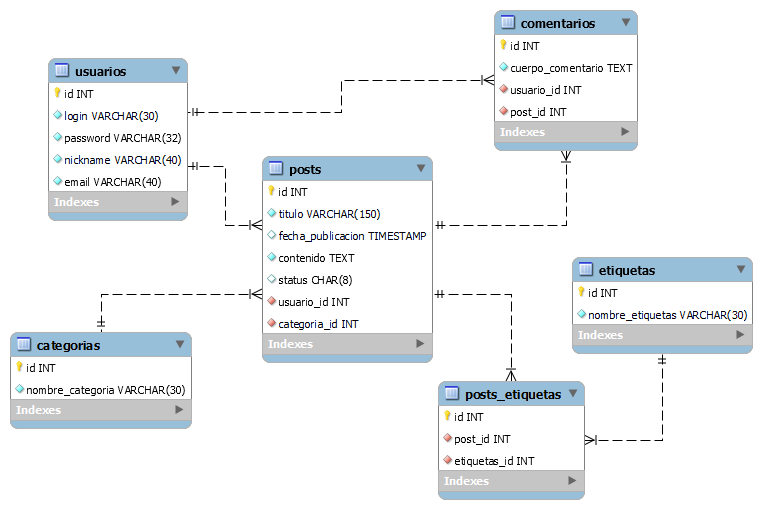 comentarios
id INT
cuerpo_comentario TEXT
usuario_id INT
post_id INT
Indexes
usuarios
id INT
login VARCHAR(30)
password VARCHAR(32)
nickname VARCHAR(40)
email VARCHAR(40)
Indexes
posts
id INT
titulo VARCHAR(150)
fecha_publicacion TIMESTAMP
contenido TEXT
status CHAR(8)
usuario_id INT
categoria_id INT
Indexes
etiquetas
id INT
nombre_etiquetas VARCHAR(30)
Indexes
categorias
id INT
nombre_categoria VARCHAR(30)
Indexes
posts_etiquetas
id INT
post_id INT
etiquetas_id INT
Indexes